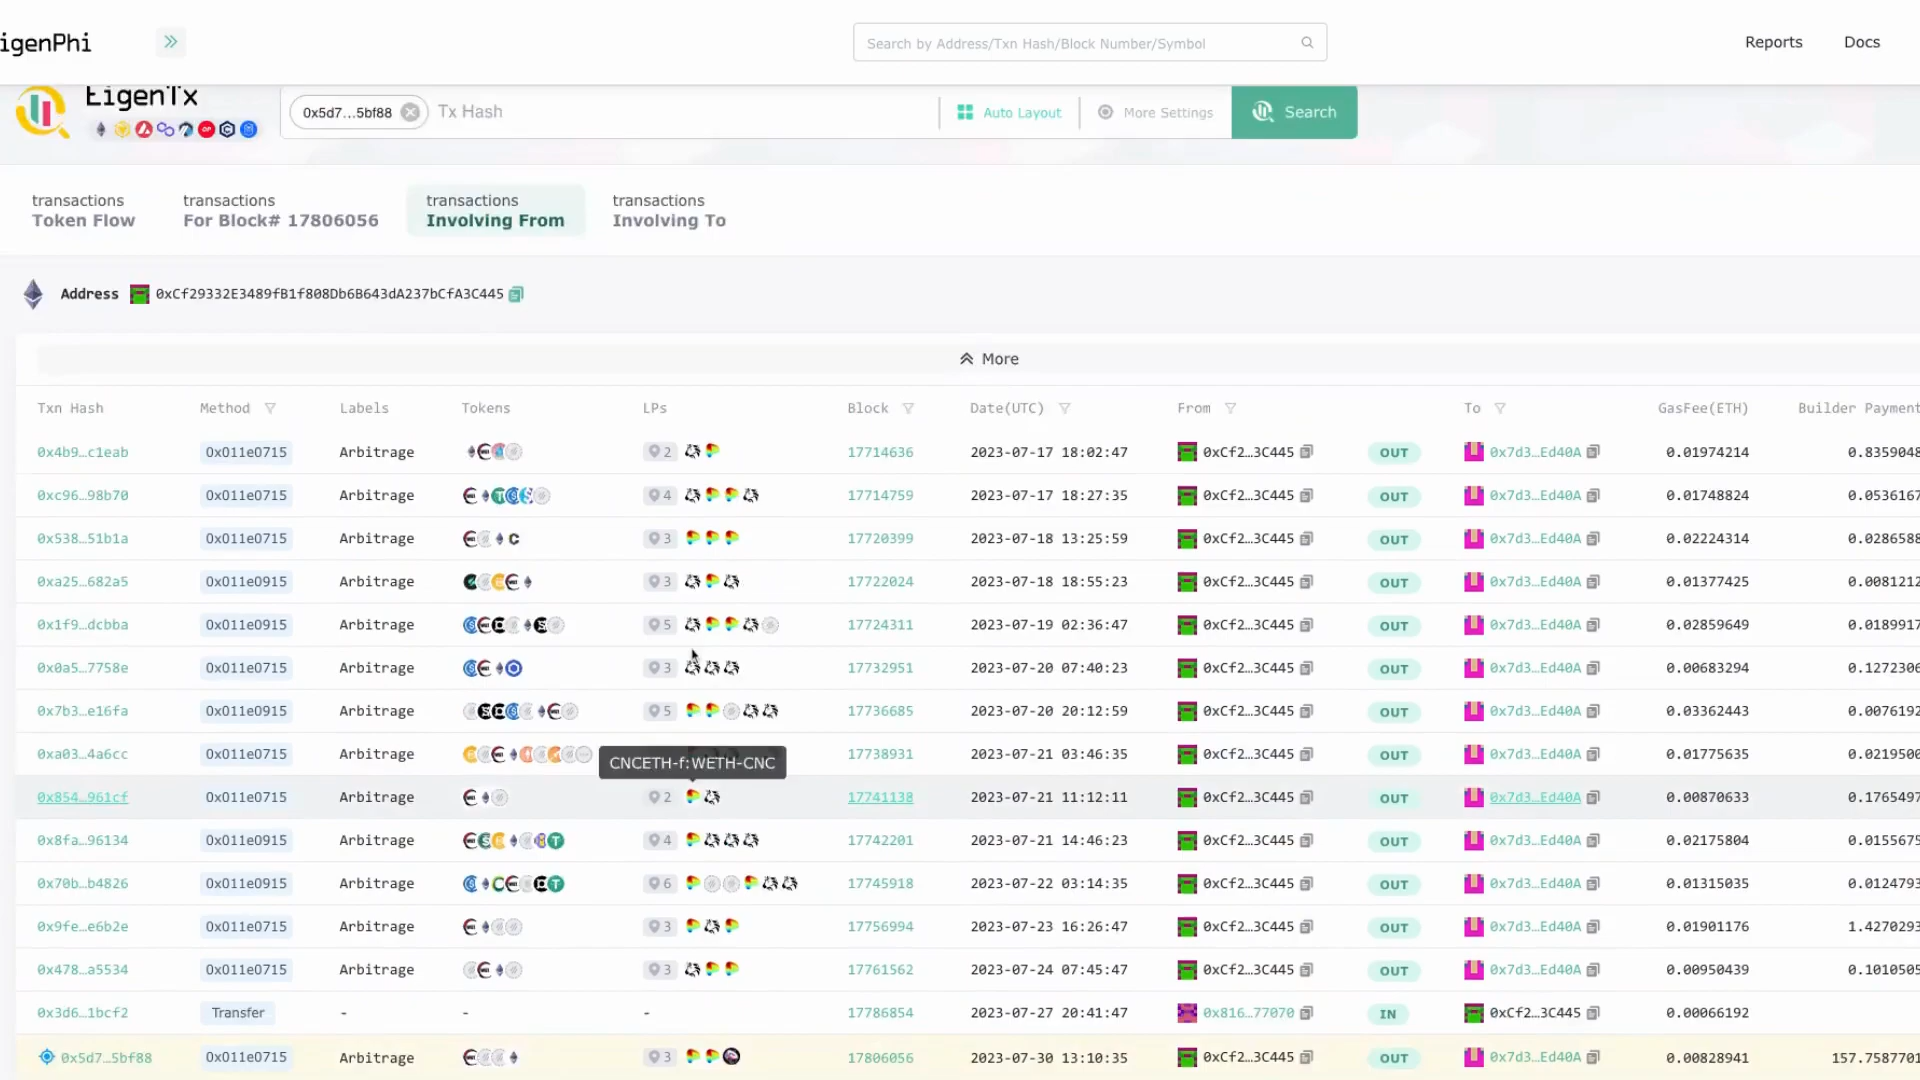 igenPhi
Search by Address/Txn Hash/Block Number/Symbol
Reports
Docs
EigenTx
0x5d7...5bf88
Tx Hash
Auto Layout
More Settings
Search
transactions
Token Flow
transactions
For Block# 17806056
transactions
Involving From
transactions
Involving To
Address 0xCf29332E3489fB1f808Db6B643dA237bCfA3C445
More
Txn Hash Method Labels Tokens LPs Block Date(UTC) From To GasFee(ETH) Builder Payment
0x4b9...c1eab 0x011e0715 Arbitrage 2 17714636 2023-07-17 18:02:47 0xCf2...3C445 OUT 0x7d3...Ed40A 0.01974214 0.8359048
0xc96...98b70 0x011e0715 Arbitrage 4 17714759 2023-07-17 18:27:35 0xCf2...3C445 OUT 0x7d3...Ed40A 0.01748824 0.0536167
0x538...51b1a 0x011e0715 Arbitrage 3 17720399 2023-07-18 13:25:59 0xCf2...3C445 OUT 0x7d3...Ed40A 0.02224314 0.0286588
0xa25...682a5 0x011e0915 Arbitrage 3 17722024 2023-07-18 18:55:23 0xCf2...3C445 OUT 0x7d3...Ed40A 0.01377425 0.0081212
0x1f9...dcbba 0x011e0915 Arbitrage 5 17724311 2023-07-19 02:36:47 0xCf2...3C445 OUT 0x7d3...Ed40A 0.02859649 0.0189917
0x0a5...7758e 0x011e0915 Arbitrage 3 17732951 2023-07-20 07:40:23 0xCf2...3C445 OUT 0x7d3...Ed40A 0.00683294 0.1272306
0x7b3...e16fa 0x011e0915 Arbitrage 5 17736685 2023-07-20 20:12:59 0xCf2...3C445 OUT 0x7d3...Ed40A 0.03362443 0.0076192
0xa03...4a6cc 0x011e0915 Arbitrage 17738931 2023-07-21 03:46:35 0xCf2...3C445 OUT 0x7d3...Ed40A 0.01775635 0.0219500
CNCETH-f:WETH-CNC
0x854...961cf 0x011e0715 Arbitrage 2 17741138 2023-07-21 11:12:11 0xCf2...3C445 OUT 0x7d3...Ed40A 0.00870633 0.1765497
0x8fa...96134 0x011e0915 Arbitrage 4 17742201 2023-07-21 14:46:23 0xCf2...3C445 OUT 0x7d3...Ed40A 0.02175804 0.0155675
0x70b...b4826 0x011e0915 Arbitrage 6 17745918 2023-07-22 03:14:35 0xCf2...3C445 OUT 0x7d3...Ed40A 0.01315035 0.0124793
0x9fe...e6b2e 0x011e0715 Arbitrage 3 17756994 2023-07-23 16:26:47 0xCf2...3C445 OUT 0x7d3...Ed40A 0.01901176 1.4270293
0x478...a5534 0x011e0715 Arbitrage 3 17761562 2023-07-24 07:45:47 0xCf2...3C445 OUT 0x7d3...Ed40A 0.00950439 0.1010505
0x3d6...1bcf2 Transfer - - - 17786854 2023-07-27 20:41:47 0x816...77070 IN 0xCf2...3C445 0.00066192
0x5d7...5bf88 0x011e0715 Arbitrage 3 17806056 2023-07-30 13:10:35 0xCf2...3C445 OUT 0x7d3...Ed40A 0.00828941 157.7587701